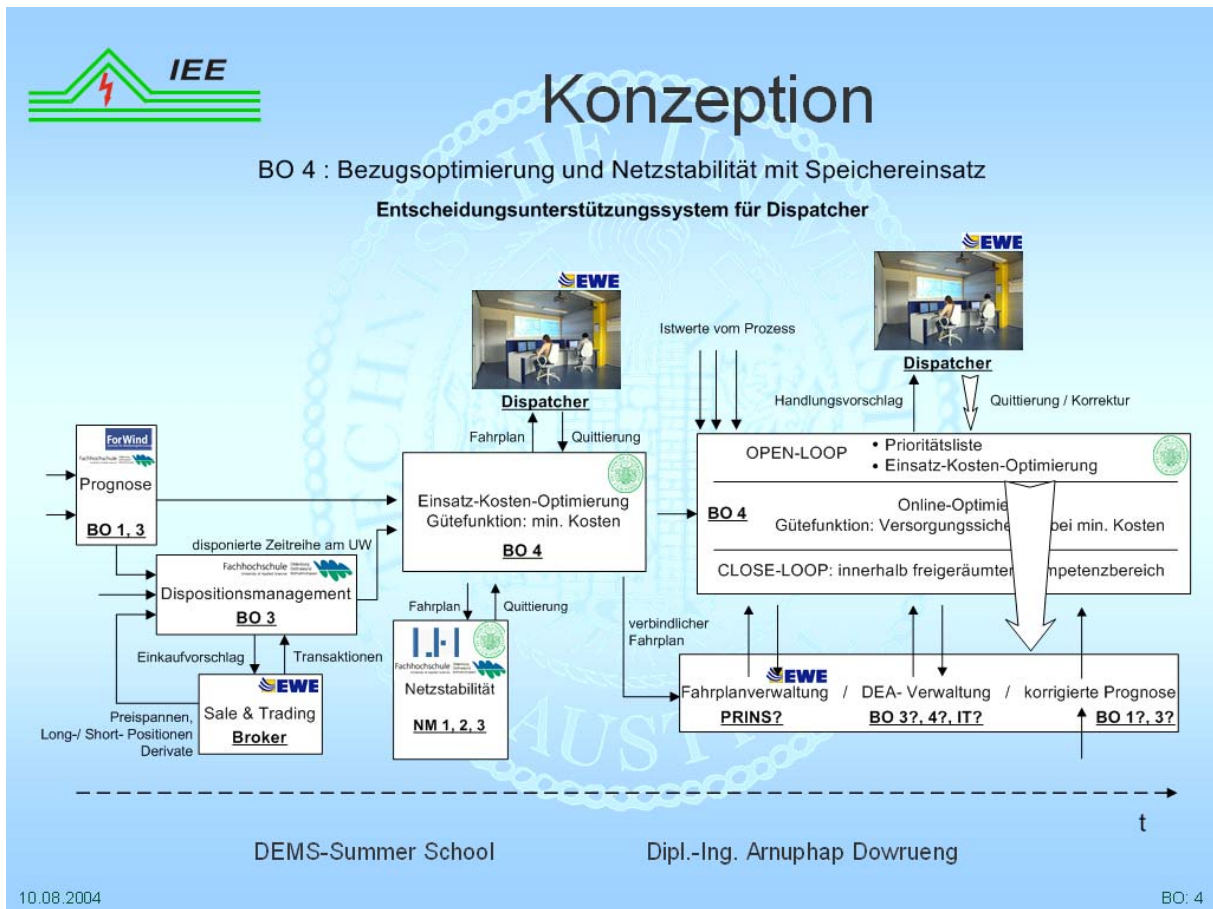 IEE
Konzeption
BO 4 : Bezugsoptimierung und Netzstabilität mit Speichereinsatz
Entscheidungsunterstützungssystem für Dispatcher
EWE
Dispatcher
Fahrplan
Quittierung
EWE
Dispatcher
Istwerte vom Prozess
Handlungsvorschlag
Quittierung / Korrektur
ForWind
Fachhochschule
Prognose
BO 1, 3
disponierte Zeitreihe am UW
Fachhochschule
Dispositionsmanagement
BO 3
Einkaufvorschlag
Transaktionen
EWE
Sale & Trading
Broker
Preispannen,
Long-/ Short- Positionen
Derivate
Einsatz-Kosten-Optimierung
Gütefunktion: min. Kosten
BO 4
Fahrplan
Quittierung
Fachhochschule
Netzstabilität
NM 1, 2, 3
verbindlicher
Fahrplan
OPEN-LOOP
• Prioritätsliste
• Einsatz-Kosten-Optimierung
BO 4
Online-Optimie
Gütefunktion: Versorgungssiche bei min. Kosten
CLOSE-LOOP: innerhalb freigeräumten mpetenzbereich
EWE
Fahrplanverwaltung / DEA- Verwaltung / korrigierte Prognose
PRINS? BO 3?, 4?, IT? BO 1?, 3?
t
DEMS-Summer School
Dipl.-Ing. Arnuphap Dowrueng
10.08.2004
BO: 4
TECHNISCHE UNIVER
AUSTH